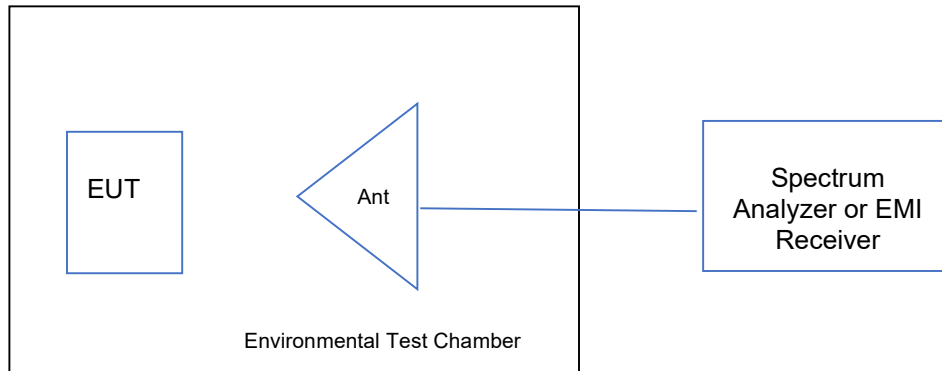 EUT
Ant
Spectrum
Analyzer or EMI
Receiver
Environmental Test Chamber